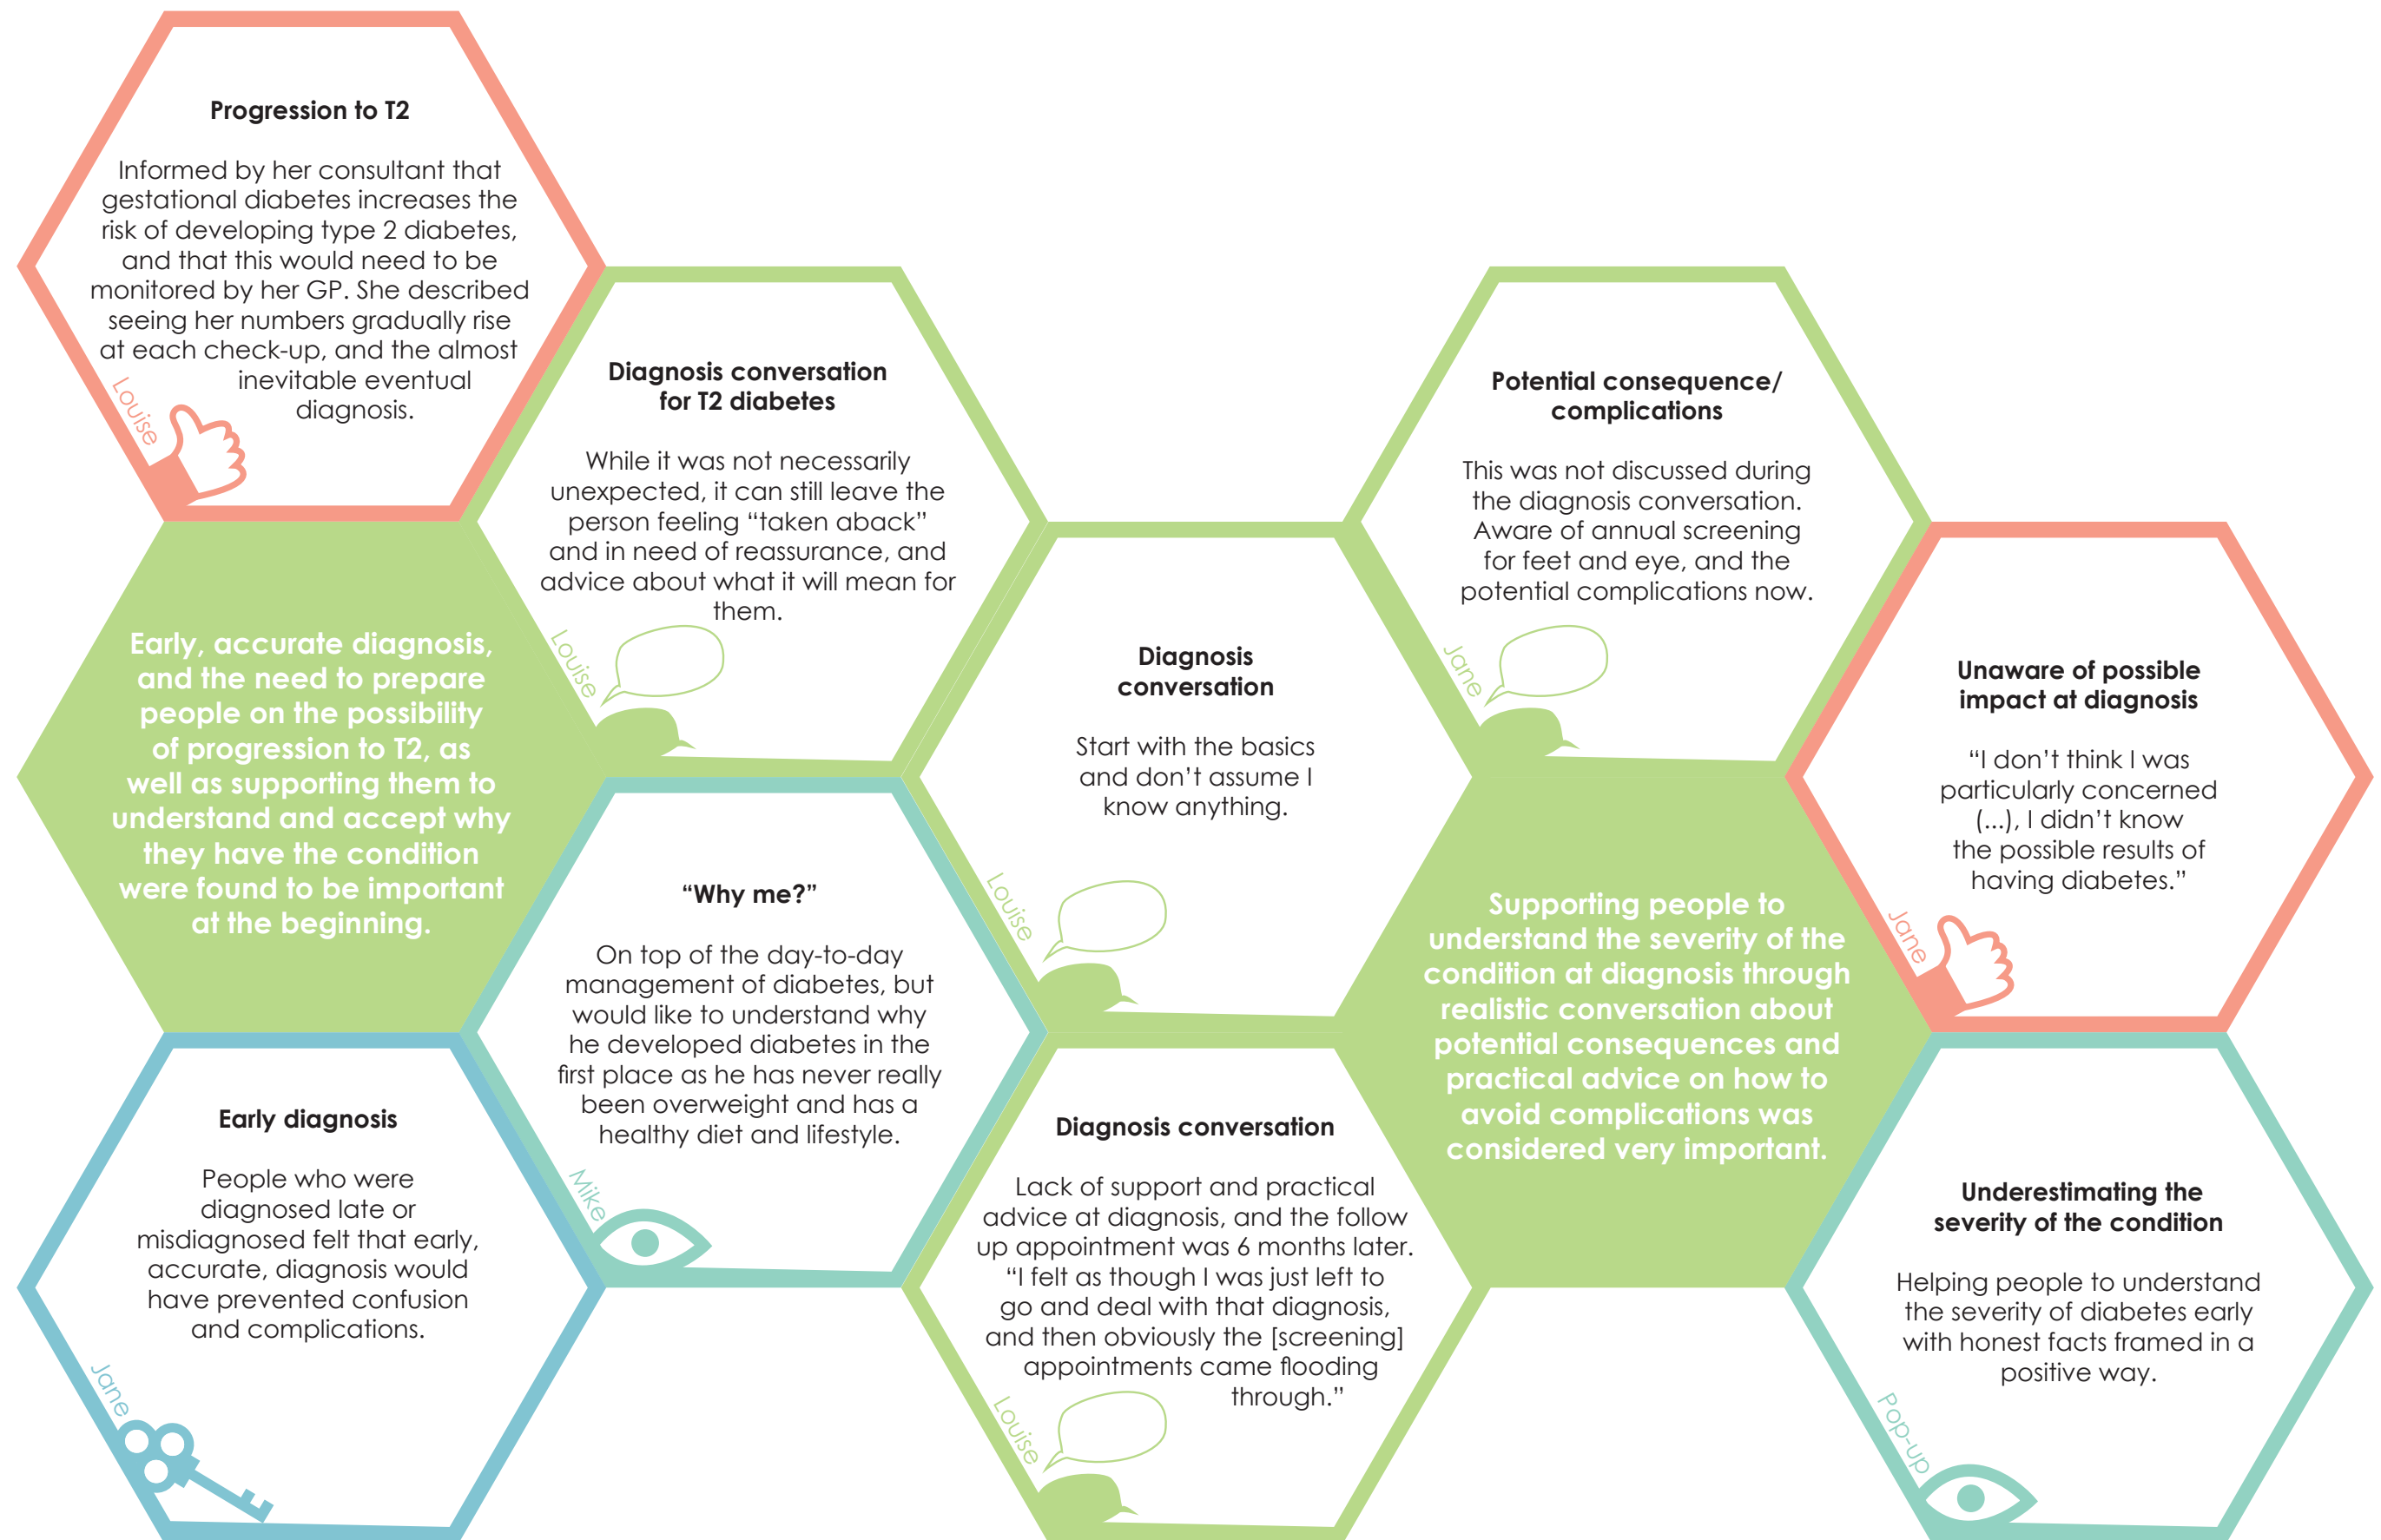 Progression to T2
Informed by her consultant that
gestational diabetes increases the
risk of developing type 2 diabetes,
and that this would need to be
monitored by her GP. She described
seeing her numbers gradually rise
at each check-up, and the almost
inevitable eventual
diagnosis.
Louise
Diagnosis conversation
for T2 diabetes
While it was not necessarily
unexpected, it can still leave the
person feeling “taken aback”
and in need of reassurance, and
advice about what it will mean for
them.
Louise
Potential consequence/
complications
This was not discussed during
the diagnosis conversation.
Aware of annual screening
for feet and eye, and the
potential complications now.
Jane
Early, accurate diagnosis,
and the need to prepare
people on the possibility
of progression to T2, as
well as supporting them to
understand and accept why
they have the condition
were found to be important
at the beginning.
Diagnosis
conversation
Start with the basics
and don’t assume I
know anything.
Louise
Unaware of possible
impact at diagnosis
“I don’t think I was
particularly concerned
(...), I didn’t know
the possible results of
having diabetes.”
Jane
“Why me?”
On top of the day-to-day
management of diabetes, but
would like to understand why
he developed diabetes in the
first place as he has never really
been overweight and has a
healthy diet and lifestyle.
Mike
Supporting people to
understand the severity of the
condition at diagnosis through
realistic conversation about
potential consequences and
practical advice on how to
avoid complications was
considered very important.
Early diagnosis
People who were
diagnosed late or
misdiagnosed felt that early,
accurate, diagnosis would
have prevented confusion
and complications.
Jane
Diagnosis conversation
Lack of support and practical
advice at diagnosis, and the follow
up appointment was 6 months later.
“I felt as though I was just left to
go and deal with that diagnosis,
and then obviously the [screening]
appointments came flooding
through.”
Louise
Underestimating the
severity of the condition
Helping people to understand
the severity of diabetes early
with honest facts framed in a
positive way.
Pop-up